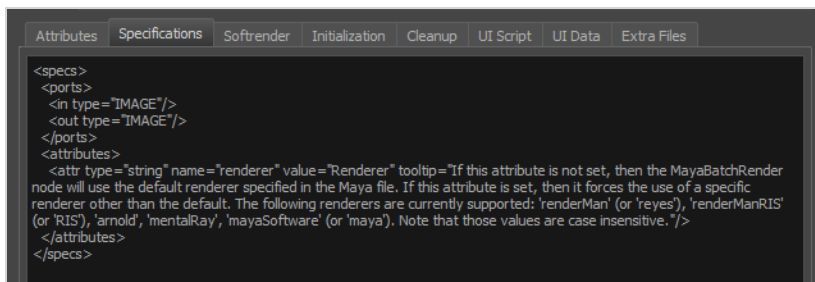 Attributes Specifications Softrender Initialization Cleanup UI Script UI Data Extra Files
<specs>
<ports>
<in type="IMAGE"/>
<out type="IMAGE"/>
</ports>
<attributes>
<attr type="string" name="renderer" value="Renderer" tooltip="If this attribute is not set, then the MayaBatchRender
node will use the default renderer specified in the Maya file. If this attribute is set, then it forces the use of a specific
renderer other than the default. The following renderers are currently supported: 'renderMan' (or 'reyes'), 'renderManRIS'
(or 'RIS'), 'arnold', 'mentalRay', 'mayaSoftware' (or 'maya'). Note that those values are case insensitive."/>
</attributes>
</specs>